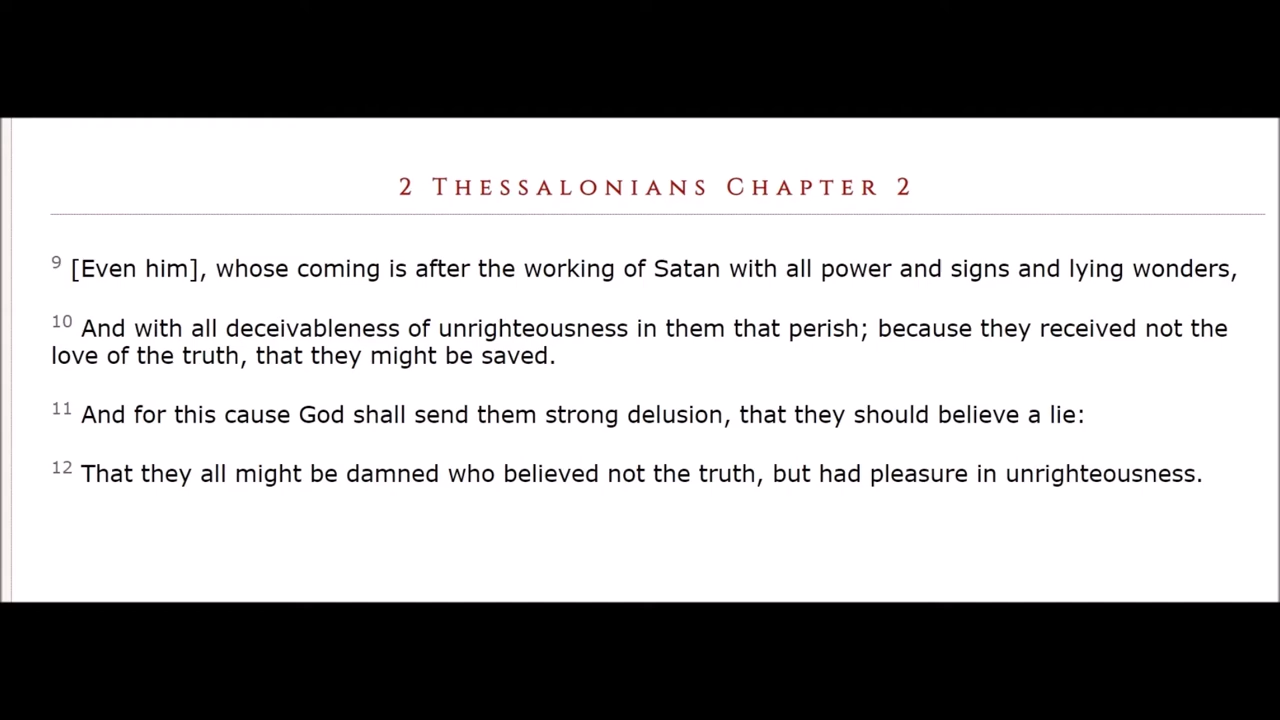 2 Thessalonians Chapter 2
9 [Even him], whose coming is after the working of Satan with all power and signs and lying wonders,
10 And with all deceivableness of unrighteousness in them that perish; because they received not the
love of the truth, that they might be saved.
11 And for this cause God shall send them strong delusion, that they should believe a lie:
12 That they all might be damned who believed not the truth, but had pleasure in unrighteousness.